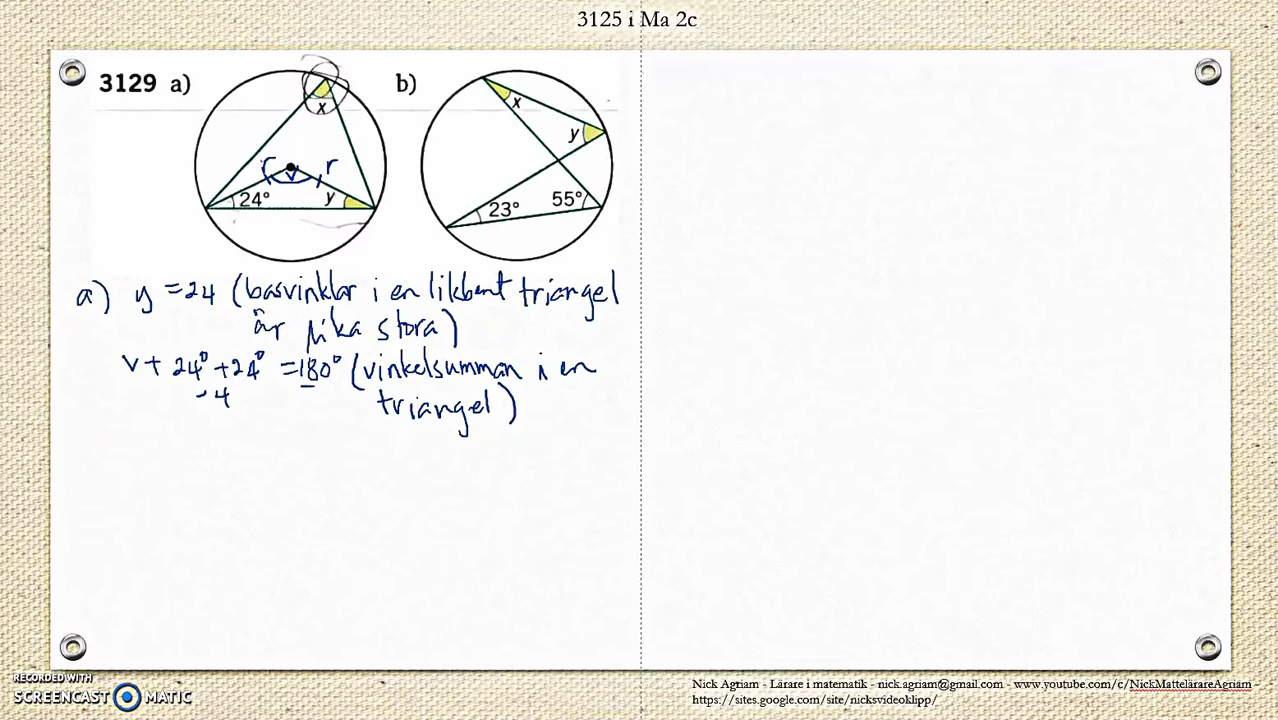 3125 i Ma 2c
3129 a)
b)
x
r
v
24°
y
x
y
23°
55°
a) y = 24 (basvinklar i en likbent triangel
är lika stora)
v + 24° + 24° = 180° (vinkelsumman i en
triangel)
RECORDED WITH
SCREENCAST MATIC
Nick Agriam - Lärare i matematik - nick.agriam@gmail.com - www.youtube.com/c/NickMattelärareAgriam
https://sites.google.com/site/nicksvideoklipp/